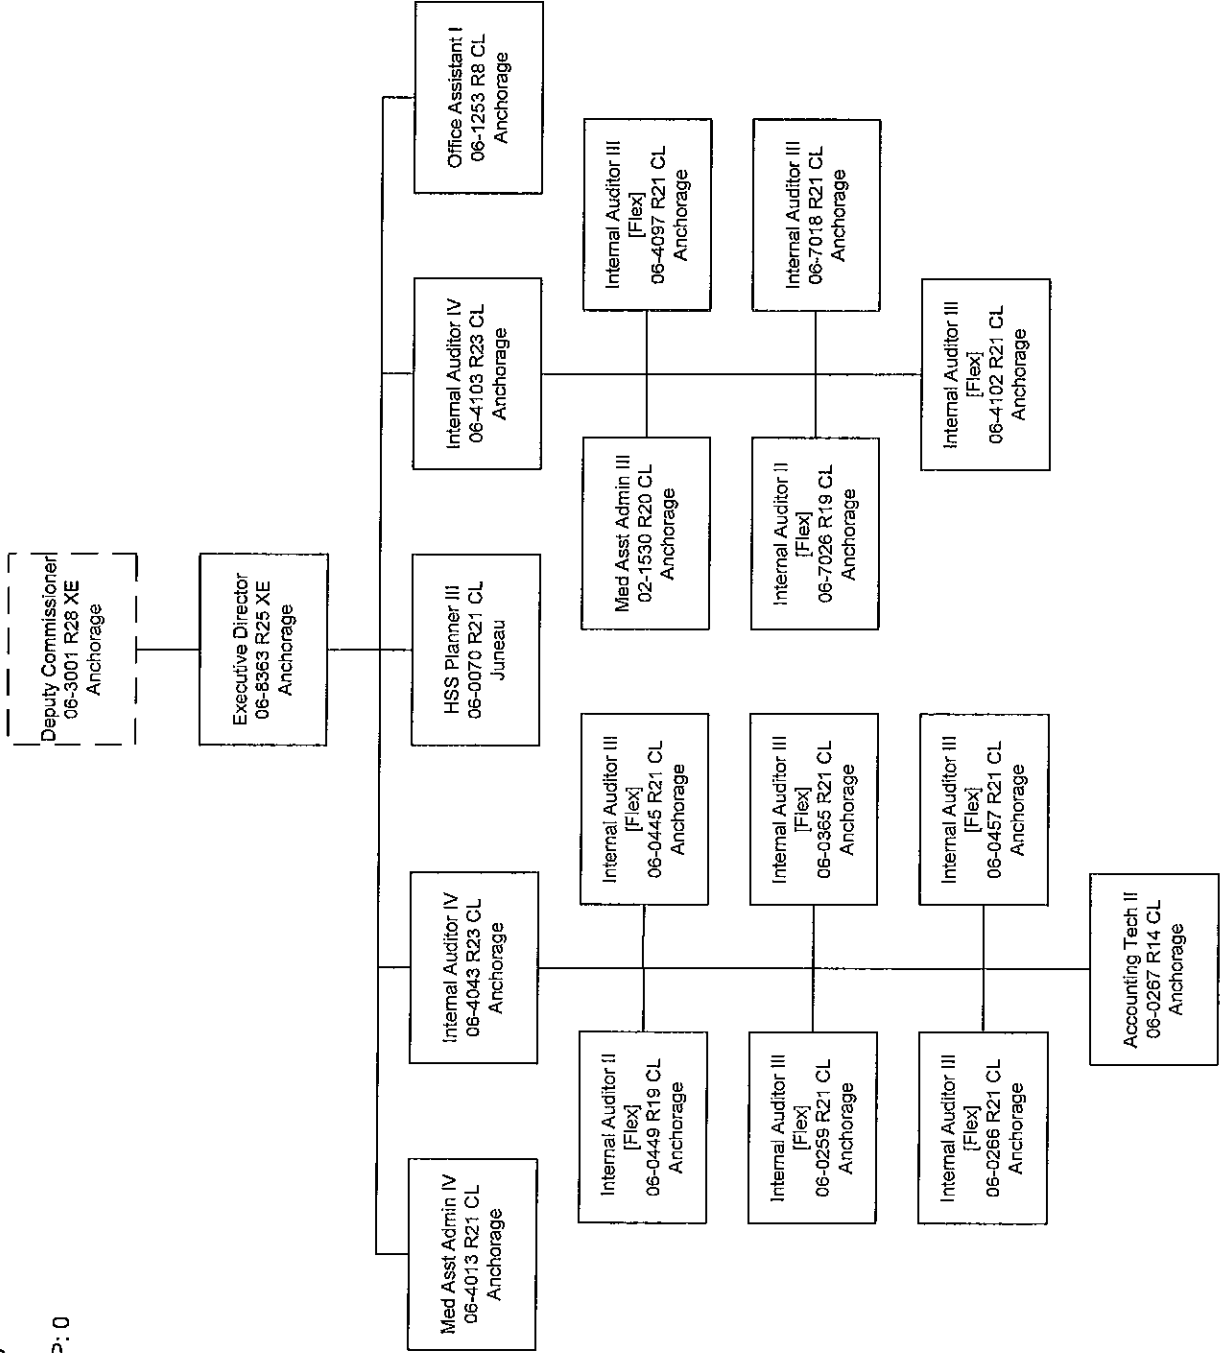 P: 0
Deputy Commissioner
06-3001 R28 XE
Anchorage
Executive Director
06-8363 R25 XE
Anchorage
Med Asst Admin IV
06-4013 R21 CL
Anchorage
Internal Auditor IV
06-4043 R23 CL
Anchorage
HSS Planner III
06-0070 R21 CL
Juneau
Internal Auditor IV
06-4103 R23 CL
Anchorage
Office Assistant I
06-1253 R8 CL
Anchorage
Internal Auditor II
[Flex]
06-0449 R19 CL
Anchorage
Internal Auditor III
[Flex]
06-0445 R21 CL
Anchorage
Med Asst Admin III
02-1530 R20 CL
Anchorage
Internal Auditor III
[Flex]
06-4097 R21 CL
Anchorage
Internal Auditor III
[Flex]
06-0259 R21 CL
Anchorage
Internal Auditor III
[Flex]
06-0365 R21 CL
Anchorage
Internal Auditor II
[Flex]
06-7026 R19 CL
Anchorage
Internal Auditor III
[Flex]
06-7018 R21 CL
Anchorage
Internal Auditor III
[Flex]
06-0266 R21 CL
Anchorage
Internal Auditor III
[Flex]
06-0457 R21 CL
Anchorage
Internal Auditor III
[Flex]
06-4102 R21 CL
Anchorage
Accounting Tech II
06-0267 R14 CL
Anchorage